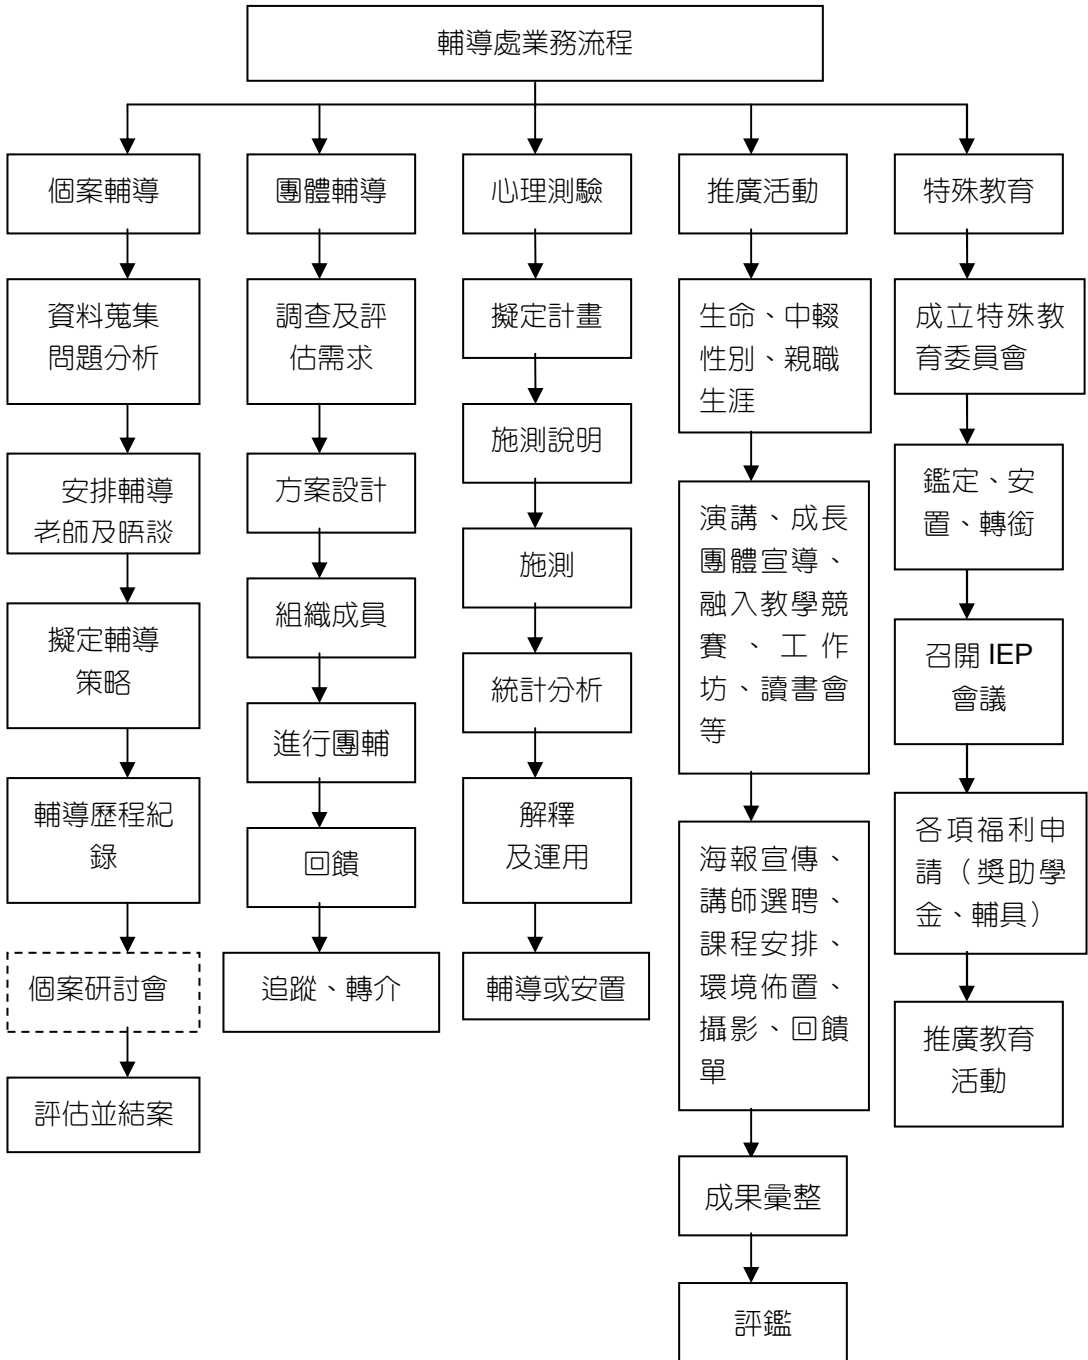 輔導處業務流程
個案輔導
資料蒐集
問題分析
安排輔導
老師及晤談
擬定輔導
策略
輔導歷程紀
錄
個案研討會
評估並結案
團體輔導
調查及評
估需求
方案設計
組織成員
進行團輔
回饋
追蹤、轉介
心理測驗
擬定計畫
施測說明
施測
統計分析
解釋
及運用
輔導或安置
推廣活動
生命、中輟
性別、親職
生涯
演講、成長
團體宣導、
融入教學競
賽、工作
坊、讀書會
等
海報宣傳、
講師選聘、
課程安排、
環境佈置、
攝影、回饋
單
成果彙整
評鑑
特殊教育
成立特殊教
育委員會
鑑定、安
置、轉銜
召開 IEP
會議
各項福利申
請（獎助學
金、輔具）
推廣教育
活動